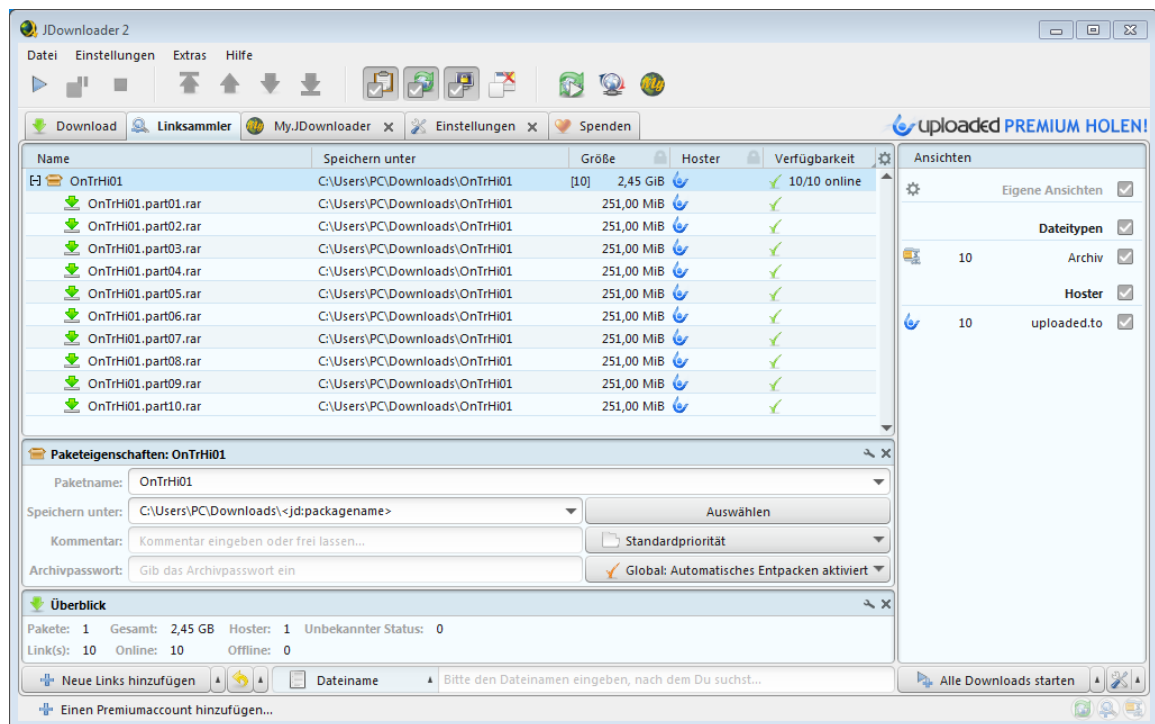 JDownloader 2
Datei Einstellungen Extras Hilfe
Download Linksammler My.JDownloader Einstellungen Spenden uploaded PREMIUM HOLEN!
Name Speichern unter Größe Hoster Verfügbarkeit
OnTrHi01 C:\Users\PC\Downloads\OnTrHi01 [10] 2,45 GiB 10/10 online
OnTrHi01.part01.rar C:\Users\PC\Downloads\OnTrHi01 251,00 MiB
OnTrHi01.part02.rar C:\Users\PC\Downloads\OnTrHi01 251,00 MiB
OnTrHi01.part03.rar C:\Users\PC\Downloads\OnTrHi01 251,00 MiB
OnTrHi01.part04.rar C:\Users\PC\Downloads\OnTrHi01 251,00 MiB
OnTrHi01.part05.rar C:\Users\PC\Downloads\OnTrHi01 251,00 MiB
OnTrHi01.part06.rar C:\Users\PC\Downloads\OnTrHi01 251,00 MiB
OnTrHi01.part07.rar C:\Users\PC\Downloads\OnTrHi01 251,00 MiB
OnTrHi01.part08.rar C:\Users\PC\Downloads\OnTrHi01 251,00 MiB
OnTrHi01.part09.rar C:\Users\PC\Downloads\OnTrHi01 251,00 MiB
OnTrHi01.part10.rar C:\Users\PC\Downloads\OnTrHi01 251,00 MiB
Ansichten
Eigene Ansichten
Dateitypen
10 Archiv
Hoster
10 uploaded.to
Paketeigenschaften: OnTrHi01
Paketname: OnTrHi01
Speichern unter: C:\Users\PC\Downloads\<jd:packagename> Auswählen
Kommentar: Kommentar eingeben oder frei lassen... Standardpriorität
Archivpasswort: Gib das Archivpasswort ein Global: Automatisches Entpacken aktiviert
Überblick
Pakete: 1 Gesamt: 2,45 GB Hoster: 1 Unbekannter Status: 0
Link(s): 10 Online: 10 Offline: 0
Neue Links hinzufügen Dateiname Bitte den Dateinamen eingeben, nach dem Du suchst... Alle Downloads starten
Einen Premiumaccount hinzufügen...